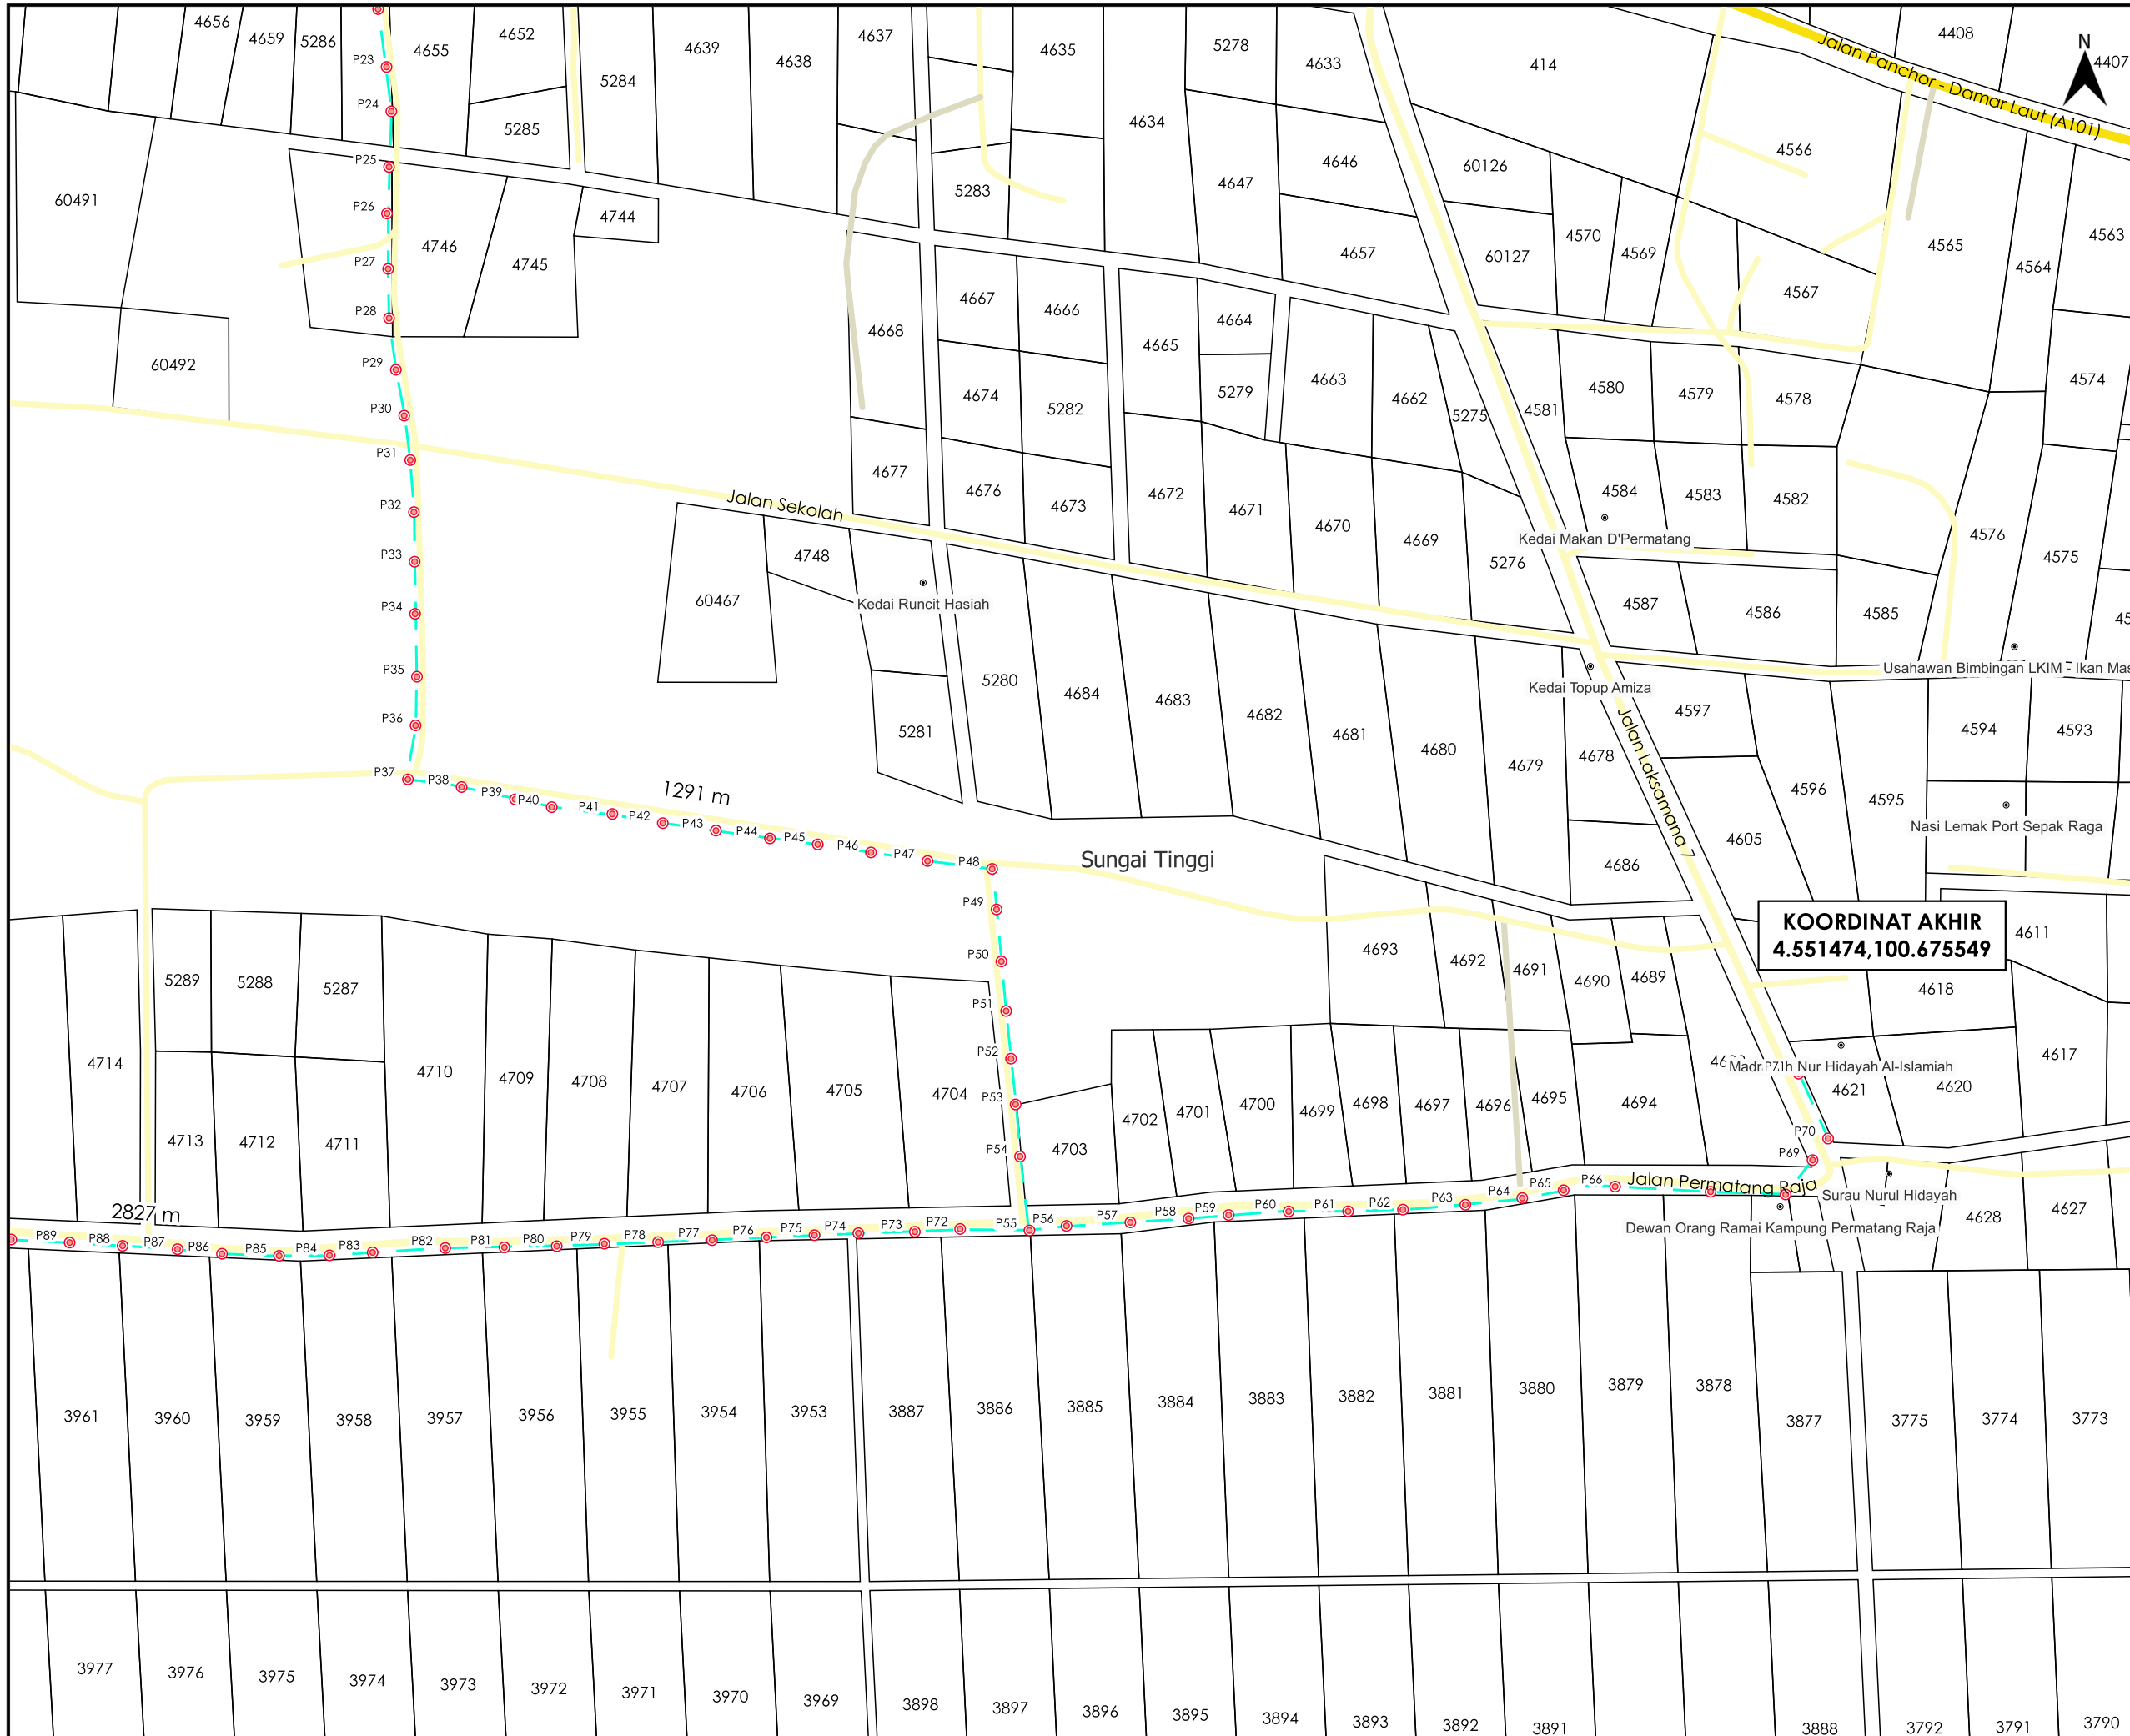 4656
4659
5286
4655
4652
5284
4639
4638
4637
4635
5278
4633
414
Jalan Panchor - Damar Laut (A101)
4408
N
4407
P23
P24
5285
4634
4646
60126
4566
P25
60491
P26
4744
5283
4647
4657
60127
4570
4569
4565
4564
4563
P27
4746
4745
P28
4667
4666
4668
4665
4664
4567
60492
P29
4674
5282
5279
4663
4662
5275
4581
4580
4579
4578
4574
P30
P31
4677
4676
4673
4672
4671
4670
4669
4584
4583
4582
P32
Jalan Sekolah
Kedai Makan D'Permatang
4576
4575
P33
4748
5276
60467
Kedai Runcit Hasiah
4587
4586
4585
P34
P35
5280
4684
4683
4682
4681
4680
4679
4678
Kedai Topup Amiza
Usahawan Bimbingan LKIM - Ikan Mas
4597
4594
4593
P36
5281
Jalan Laksamana 7
P37
P38
P39
P40
P41
P42
P43
P44
P45
P46
P47
P48
1291 m
Sungai Tinggi
4596
4595
4605
4686
Nasi Lemak Port Sepak Raga
P49
KOORDINAT AKHIR
4.551474,100.675549
4611
P50
4693
4692
4691
4690
4689
4618
5289
5288
5287
P51
4714
4710
4709
4708
4707
4706
4705
4704
P52
P71
Nur Hidayah Al-Islamiah
4617
4621
4620
P53
4702
4701
4700
4699
4698
4697
4696
4695
4694
4713
4712
4711
P54
4703
P70
P69
2827 m
Jalan Permatang Raja
Surau Nurul Hidayah
Dewan Orang Ramai Kampung Permatang Raja
4628
4627
P89
P88
P87
P86
P85
P84
P83
P82
P81
P80
P79
P78
P77
P76
P75
P74
P73
P72
P55
P56
P57
P58
P59
P60
P61
P62
P63
P64
P65
P66
3961
3960
3959
3958
3957
3956
3955
3954
3953
3887
3886
3885
3884
3883
3882
3881
3880
3879
3878
3877
3775
3774
3773
3977
3976
3975
3974
3973
3972
3971
3970
3969
3898
3897
3896
3895
3894
3893
3892
3891
3888
3792
3791
3790